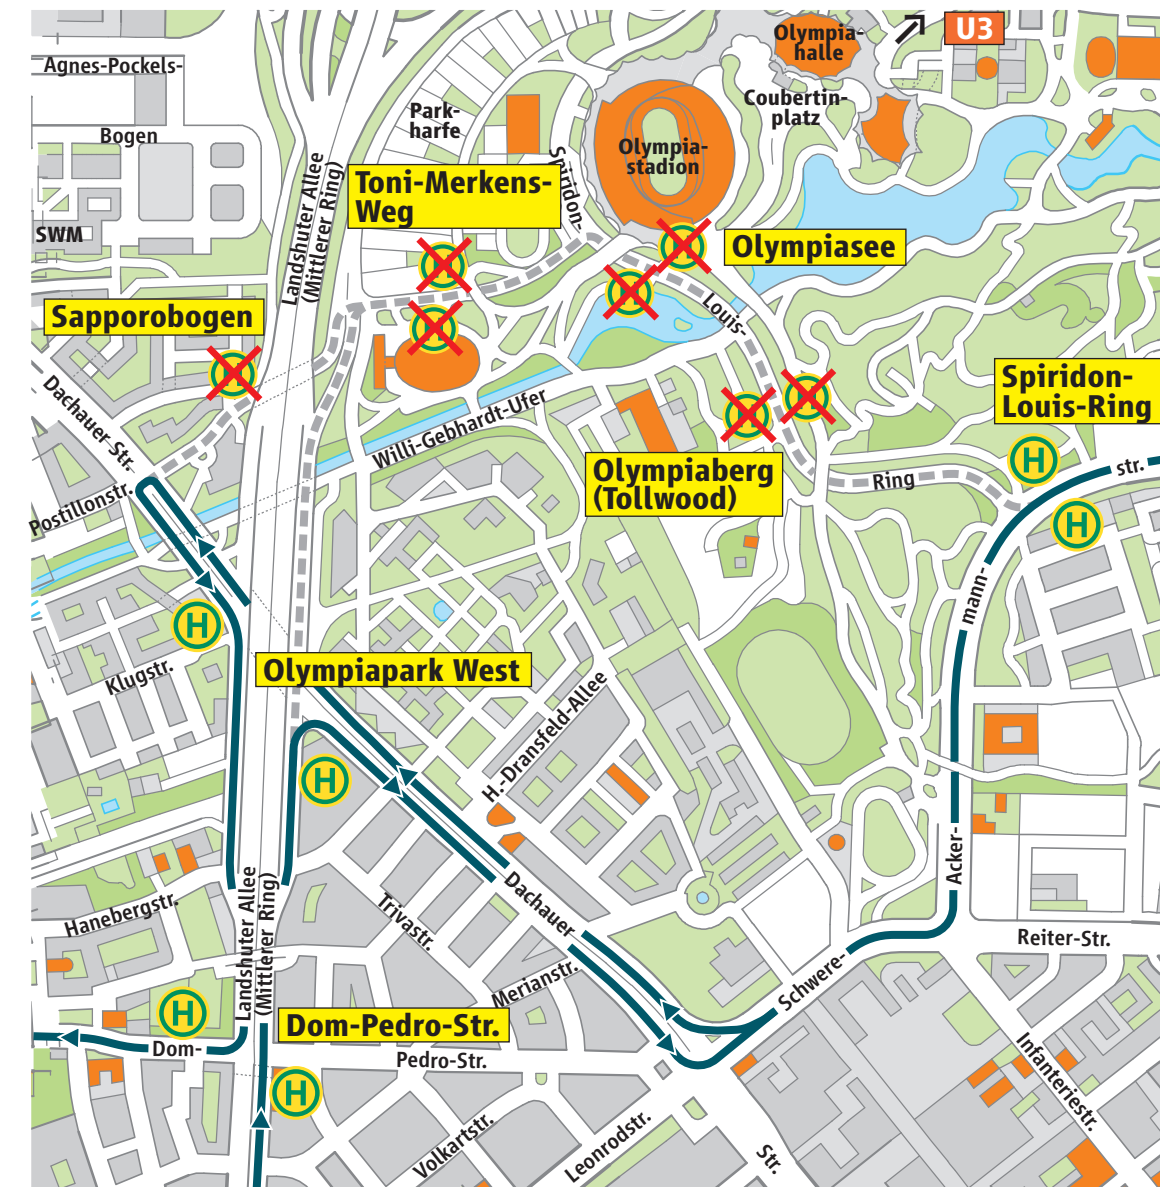 Olympia-
halle
U3
Agnes-Pockels-
Bogen
Park-
harfe
Coubertin-
platz
Olympia-
stadion
Spiridon-
Landshuter Allee
(Mittlerer Ring)
Toni-Merkens-
Weg
SWM
Olympiasee
H
H
H
H
Sapporobogen
Louis-
H
Dachauer Str.
Spiridon-
Louis-Ring
H
H
Willi-Gebhardt-Ufer
Olympiaberg
(Tollwood)
H
str.
Ring
Postillonstr.
H
mann-
H
Klugstr.
Olympiapark West
H.-Dransfeld-Allee
H
Acker-
Landshuter Allee
(Mittlerer Ring)
Hanebergstr.
Dachauer
Trivastr.
Reiter-Str.
Merianstr.
Schwere-
H
Dom-Pedro-Str.
Dom-
Pedro-Str.
H
Infanteriestr.
Volkartstr.
Leonrodstr.
Str.